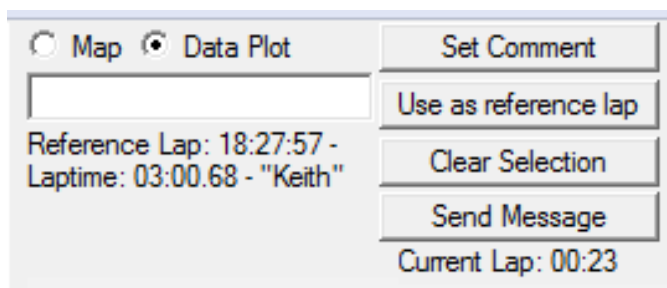 Map Data Plot
Set Comment
Use as reference lap
Reference Lap: 18:27:57 -
Laptime: 03:00.68 - "Keith"
Clear Selection
Send Message
Current Lap: 00:23